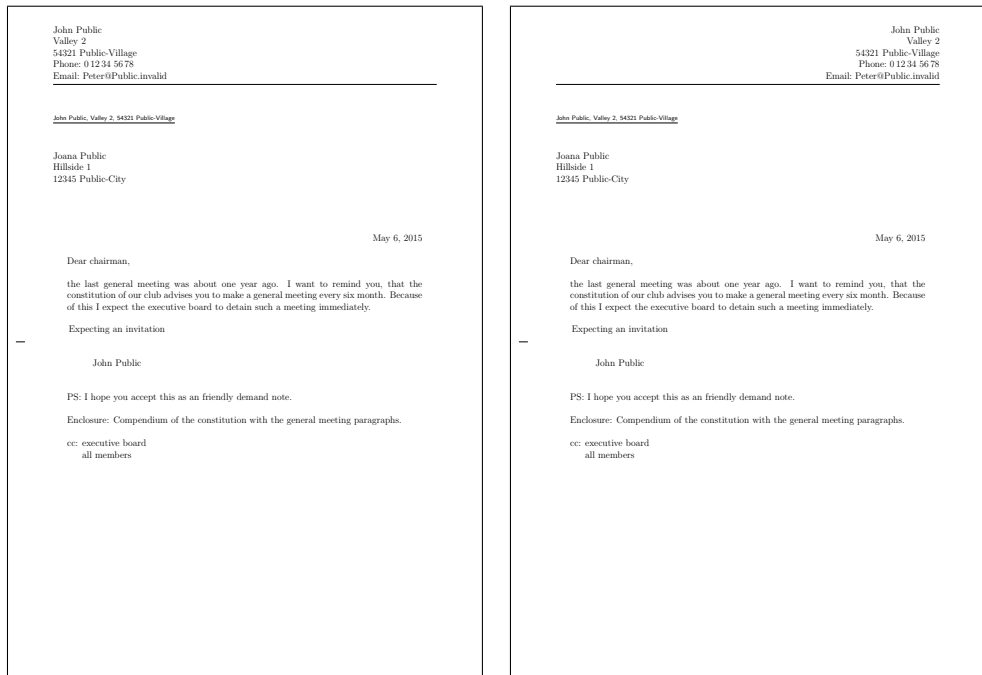 John Public
Valley 2
54321 Public-Village
Phone: 0 12 34 56 78
Email: Peter@Public.invalid
John Public, Valley 2, 54321 Public-Village
Joana Public
Hillside 1
12345 Public-City
May 6, 2015
Dear chairman,
the last general meeting was about one year ago. I want to remind you, that the
constitution of our club advises you to make a general meeting every six month. Because
of this I expect the executive board to detain such a meeting immediately.
Expecting an invitation
John Public
PS: I hope you accept this as an friendly demand note.
Enclosure: Compendium of the constitution with the general meeting paragraphs.
cc: executive board
all members
John Public
Valley 2
54321 Public-Village
Phone: 0 12 34 56 78
Email: Peter@Public.invalid
John Public, Valley 2, 54321 Public-Village
Joana Public
Hillside 1
12345 Public-City
May 6, 2015
Dear chairman,
the last general meeting was about one year ago. I want to remind you, that the
constitution of our club advises you to make a general meeting every six month. Because
of this I expect the executive board to detain such a meeting immediately.
Expecting an invitation
John Public
PS: I hope you accept this as an friendly demand note.
Enclosure: Compendium of the constitution with the general meeting paragraphs.
cc: executive board
all members